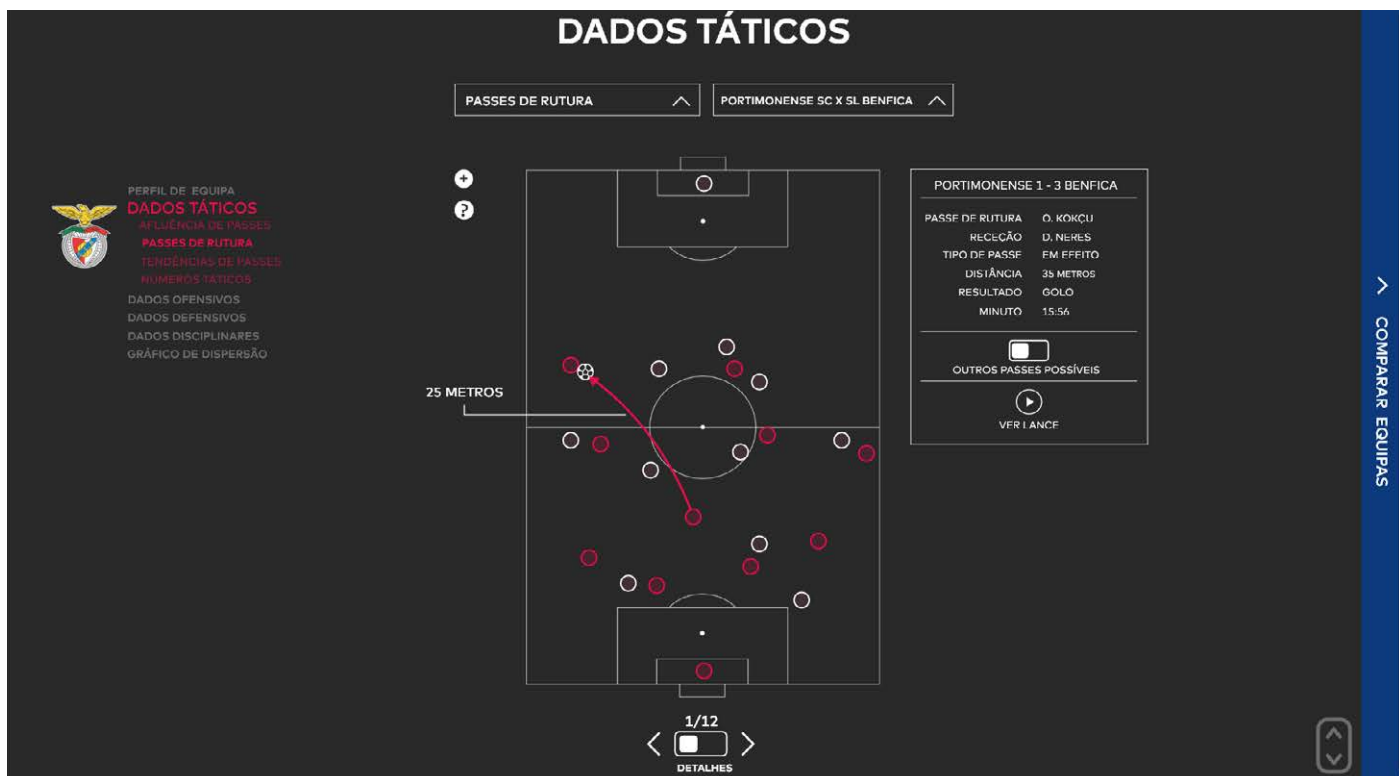 DADOS TÁTICOS
PASSES DE RUTURA
PORTIMONENSE SC X SL BENFICA
PERFIL DE EQUIPA
DADOS TÁTICOS
AFLUÊNCIA DE PASSES
PASSES DE RUTURA
TENDÊNCIAS DE PASSES
NÚMEROS TÁTICOS
DADOS OFENSIVOS
DADOS DEFENSIVOS
DADOS DISCIPLINARES
GRÁFICO DE DISPERSÃO
+
?
25 METROS
PORTIMONENSE 1 - 3 BENFICA
PASSE DE RUTURA O. KOKÇU
RECEÇÃO D. NERES
TIPO DE PASSE EM EFEITO
DISTÂNCIA 35 METROS
RESULTADO GOLO
MINUTO 15:56
OUTROS PASSES POSSÍVEIS
VER LANCE
COMPARAR EQUIPAS
1/12
DETALHES